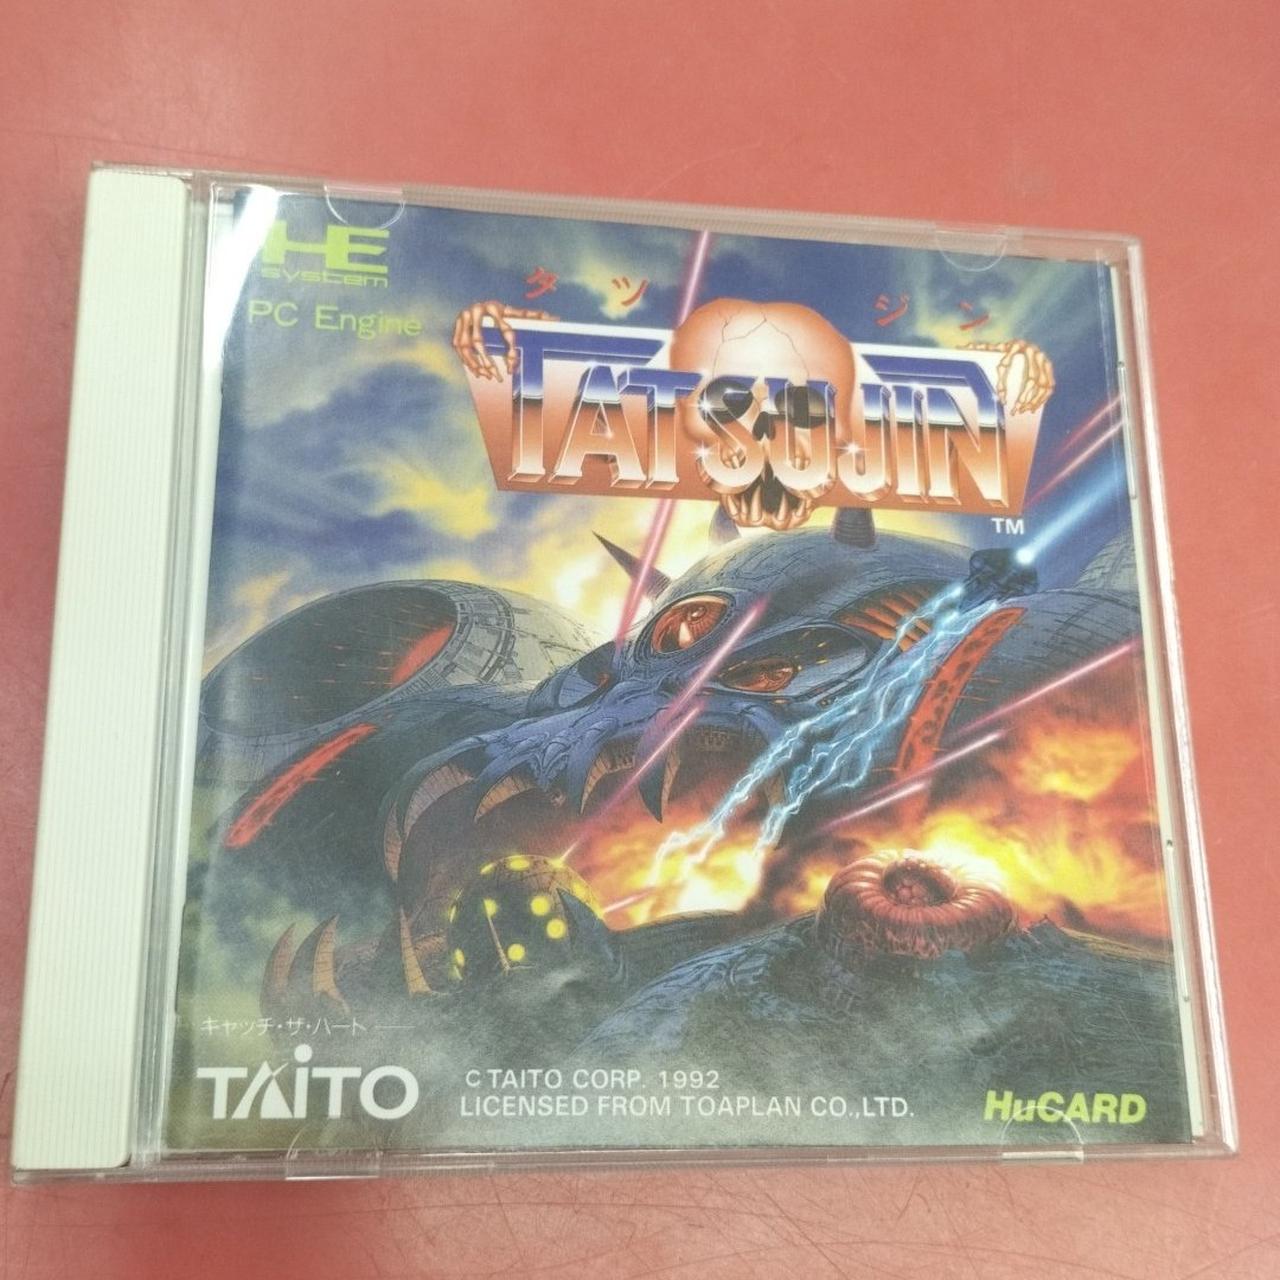 HE
system
PC Engine
タツジン
TATSUJIN
TM
キャッチ・ザ・ハート
TAITO
C TAITO CORP. 1992
LICENSED FROM TOAPLAN CO.,LTD.
HuCARD